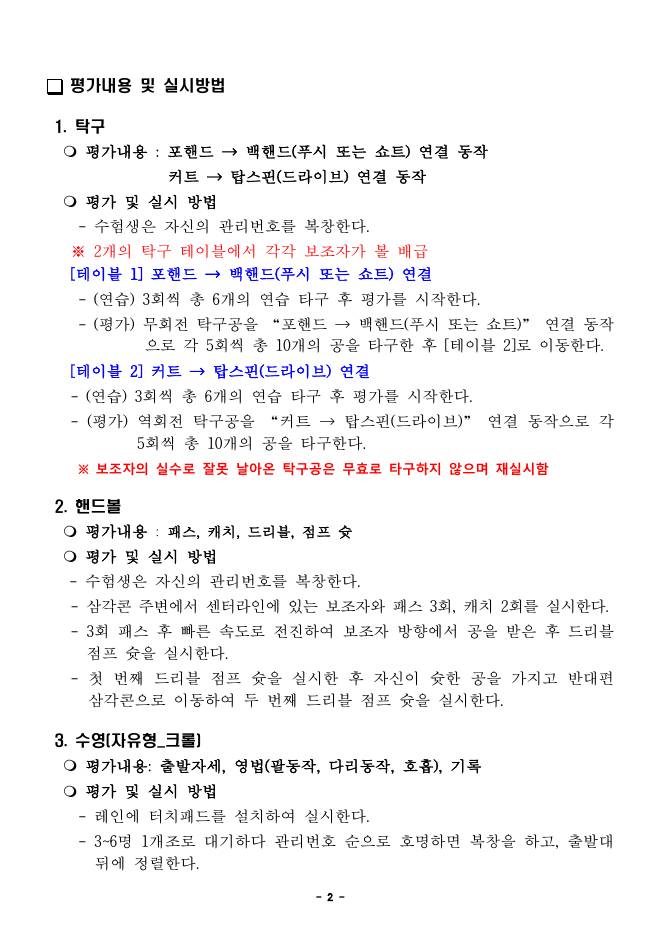 □ 평가내용 및 실시방법
1. 탁구
❍ 평가내용 : 포핸드 → 백핸드(푸시 또는 쇼트) 연결 동작
커트 → 탑스핀(드라이브) 연결 동작
❍ 평가 및 실시 방법
- 수험생은 자신의 관리번호를 복창한다.
※ 2개의 탁구 테이블에서 각각 보조자가 볼 배급
[테이블 1] 포핸드 → 백핸드(푸시 또는 쇼트) 연결
- (연습) 3회씩 총 6개의 연습 타구 후 평가를 시작한다.
- (평가) 무회전 탁구공을 “포핸드 → 백핸드(푸시 또는 쇼트)” 연결 동작
으로 각 5회씩 총 10개의 공을 타구한 후 [테이블 2]로 이동한다.
[테이블 2] 커트 → 탑스핀(드라이브) 연결
- (연습) 3회씩 총 6개의 연습 타구 후 평가를 시작한다.
- (평가) 역회전 탁구공을 “커트 → 탑스핀(드라이브)” 연결 동작으로 각
5회씩 총 10개의 공을 타구한다.
※ 보조자의 실수로 잘못 날아온 탁구공은 무효로 타구하지 않으며 재실시함
2. 핸드볼
❍ 평가내용 : 패스, 캐치, 드리블, 점프 슛
❍ 평가 및 실시 방법
- 수험생은 자신의 관리번호를 복창한다.
- 삼각콘 주변에서 센터라인에 있는 보조자와 패스 3회, 캐치 2회를 실시한다.
- 3회 패스 후 빠른 속도로 전진하여 보조자 방향에서 공을 받은 후 드리블
점프 슛을 실시한다.
- 첫 번째 드리블 점프 슛을 실시한 후 자신이 슛한 공을 가지고 반대편
삼각콘으로 이동하여 두 번째 드리블 점프 슛을 실시한다.
3. 수영(자유형_크롤)
❍ 평가내용: 출발자세, 영법(팔동작, 다리동작, 호흡), 기록
❍ 평가 및 실시 방법
- 레인에 터치패드를 설치하여 실시한다.
- 3~6명 1개조로 대기하다 관리번호 순으로 호명하면 복창을 하고, 출발대
뒤에 정렬한다.
- 2 -